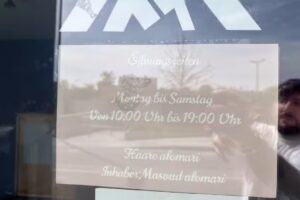 Öffnungszeiten
Montag bis Samstag
Von 10:00 Uhr bis 19:00 Uhr
Haare alomari
Inhaber,Masoud alomari